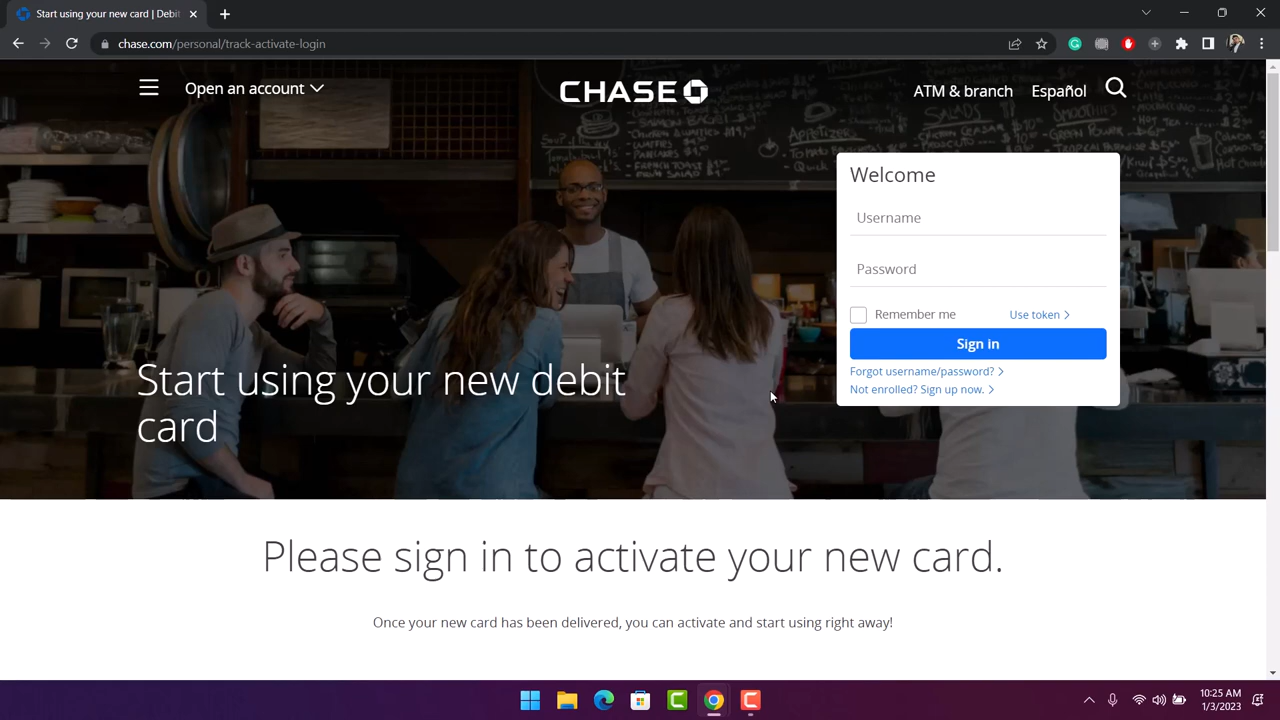 Start using your new card | Debit
chase.com/personal/track-activate-login
Open an account
CHASE
ATM & branch
Español
Welcome
Username
Password
Remember me
Use token
Sign in
Forgot username/password?
Not enrolled? Sign up now.
Start using your new debit
card
Please sign in to activate your new card.
Once your new card has been delivered, you can activate and start using right away!
10:25 AM
1/3/2023